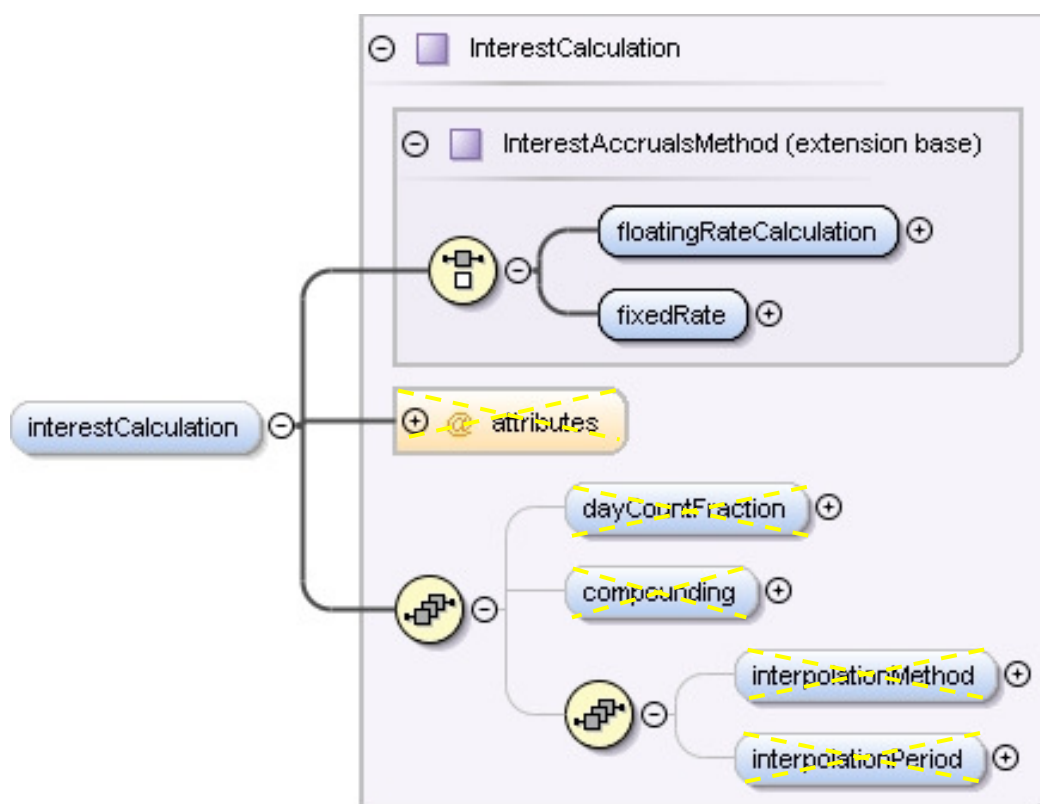 InterestCalculation
InterestAccrualsMethod (extension base)
floatingRateCalculation
fixedRate
interestCalculation
@ attributes
dayCountFraction
compounding
interpolationMethod
interpolationPeriod